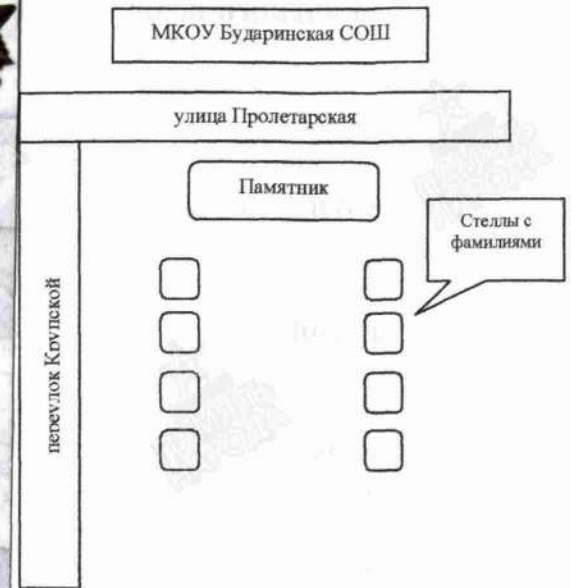 МКОУ Бударинская СОШ
улица Пролетарская
Памятник
Стеллы с
фамилиями
переулок Крупской